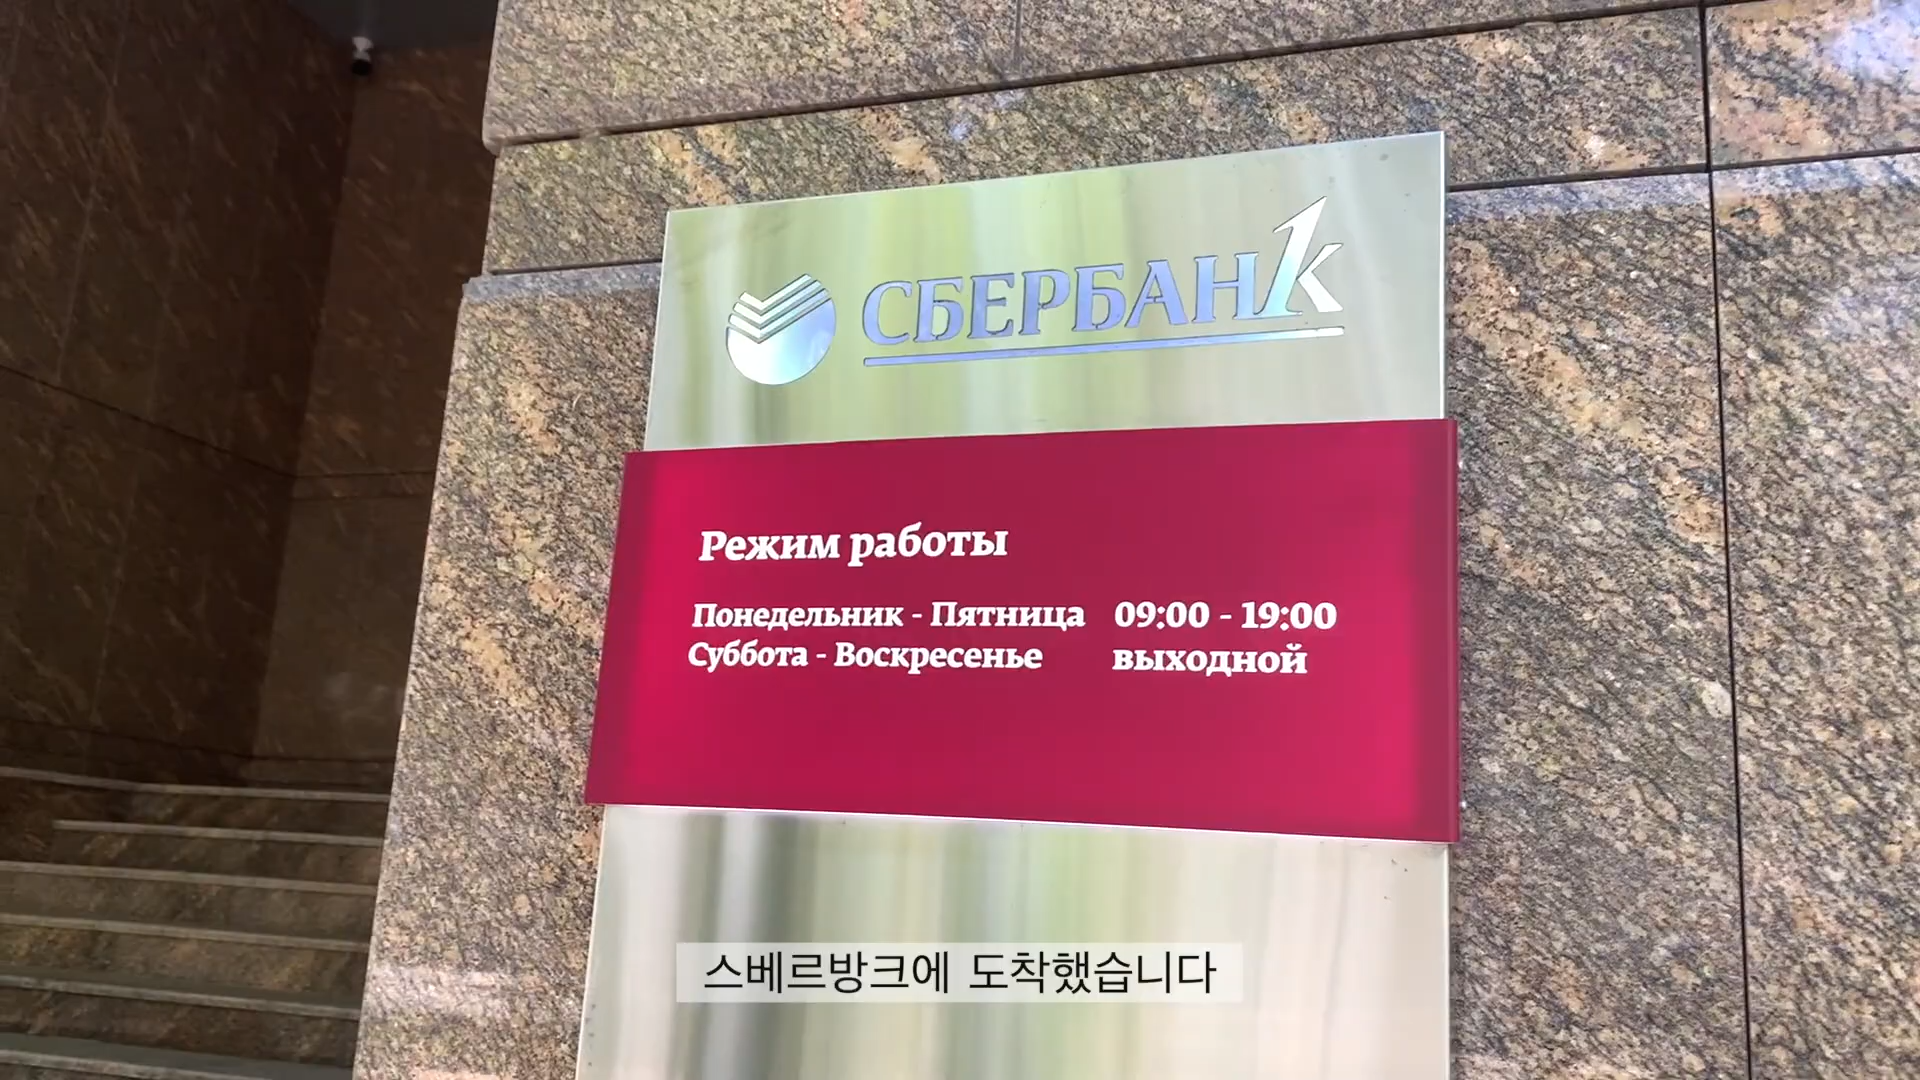 СБЕРБАНК
Режим работы
Понедельник - Пятница 09:00 - 19:00
Суббота - Воскресенье выходной
스베르방크에 도착했습니다